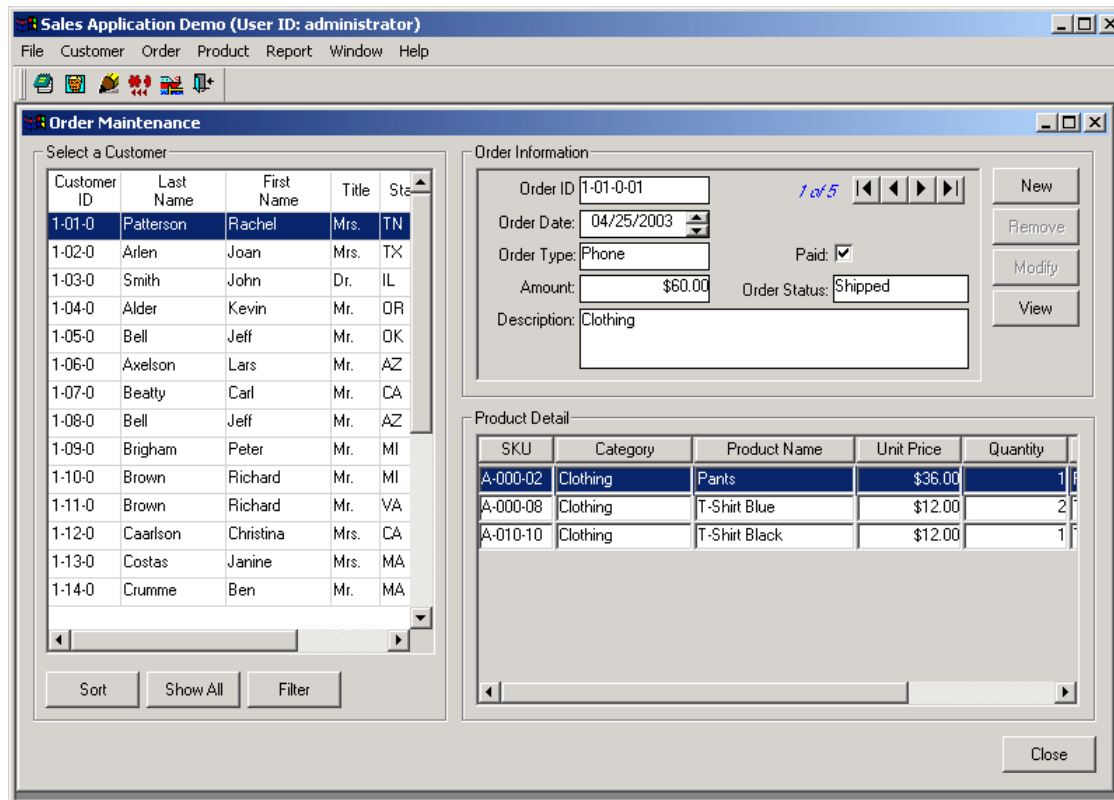 Sales Application Demo (User ID: administrator)
File Customer Order Product Report Window Help
Order Maintenance
Select a Customer
Customer ID Last Name First Name Title Sta
1-01-0 Patterson Rachel Mrs. TN
1-02-0 Arlen Joan Mrs. TX
1-03-0 Smith John Dr. IL
1-04-0 Alder Kevin Mr. OR
1-05-0 Bell Jeff Mr. OK
1-06-0 Axelson Lars Mr. AZ
1-07-0 Beatty Carl Mr. CA
1-08-0 Bell Jeff Mr. AZ
1-09-0 Brigham Peter Mr. MI
1-10-0 Brown Richard Mr. MI
1-11-0 Brown Richard Mr. VA
1-12-0 Caarlson Christina Mrs. CA
1-13-0 Costas Janine Mrs. MA
1-14-0 Crumme Ben Mr. MA
Sort Show All Filter
Order Information
Order ID 1-01-0-01 1 of 5
Order Date: 04/25/2003
Order Type: Phone Paid:
Amount: $60.00 Order Status: Shipped
Description: Clothing
New
Remove
Modify
View
Product Detail
SKU Category Product Name Unit Price Quantity
A-000-02 Clothing Pants $36.00 1
A-000-08 Clothing T-Shirt Blue $12.00 2
A-010-10 Clothing T-Shirt Black $12.00 1
Close